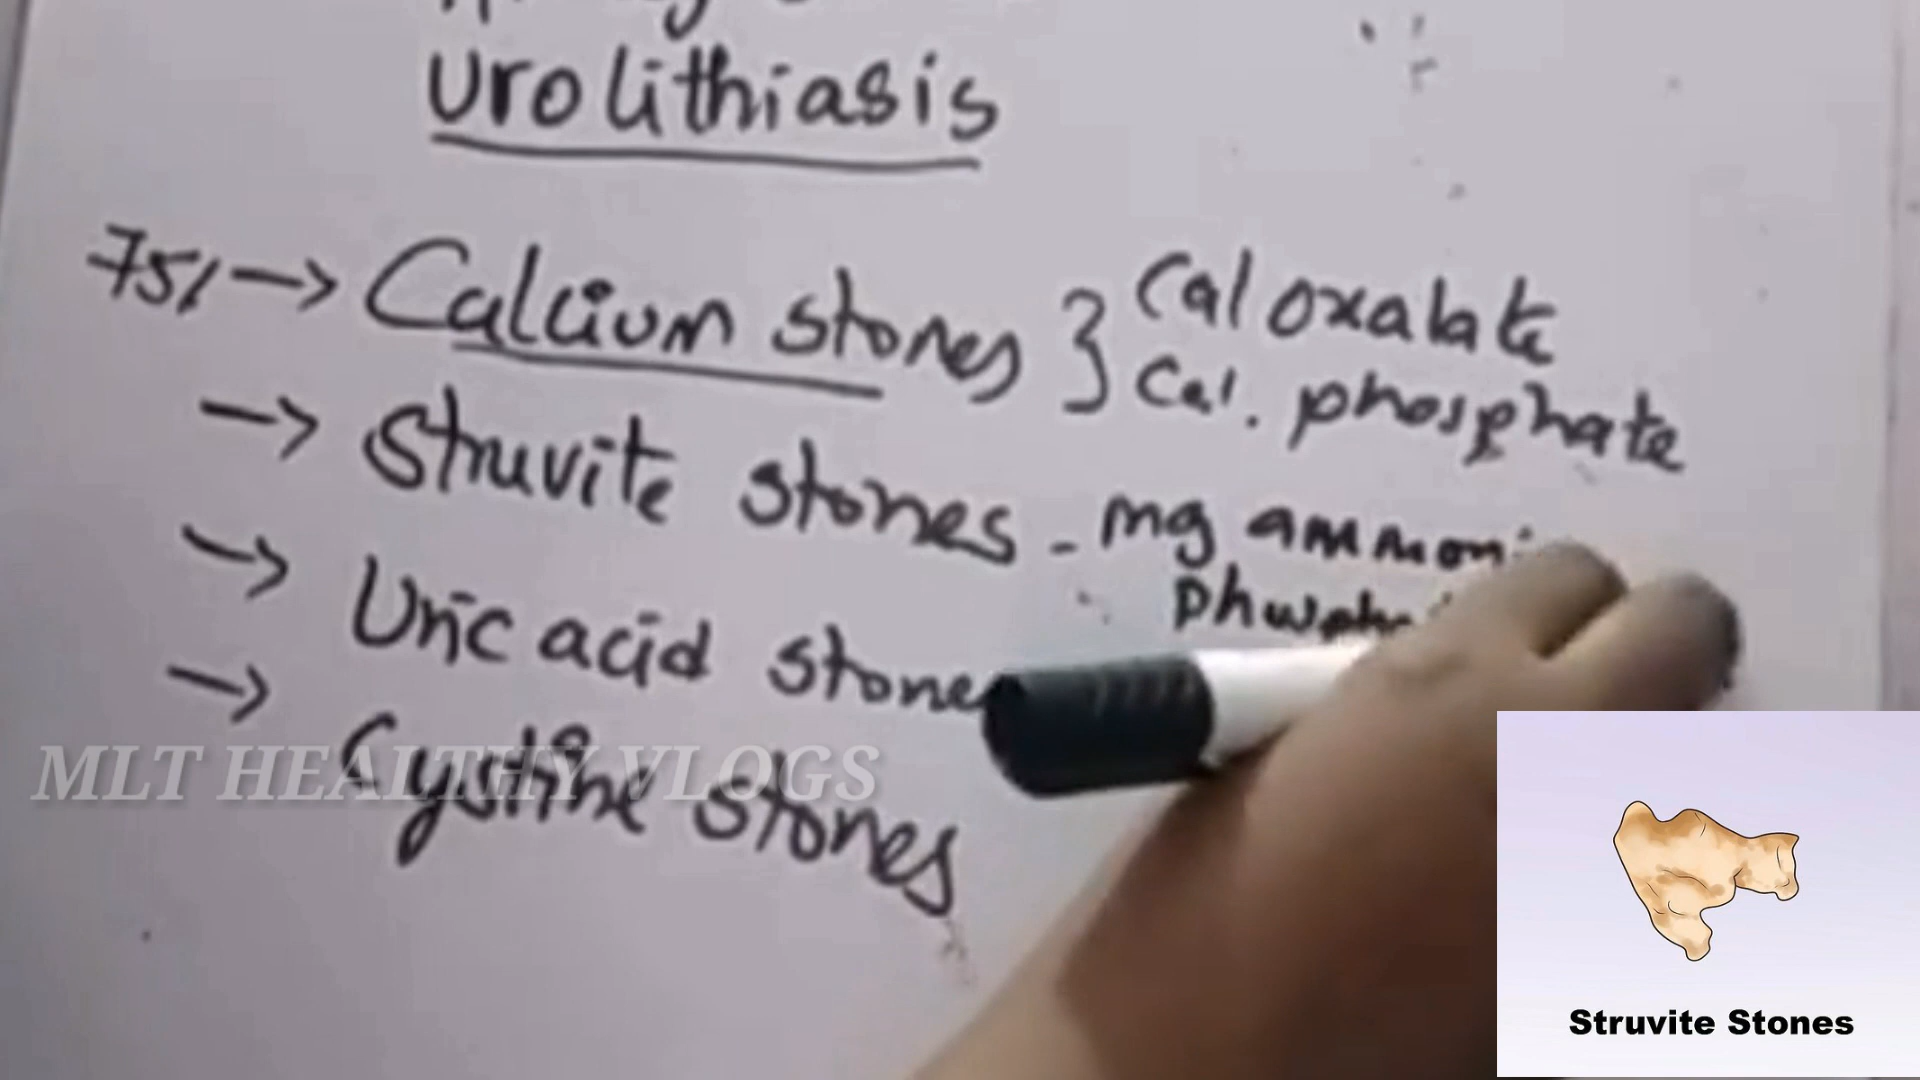 Urolithiasis
75% → Calcium stones } Cal oxalate
Cal. phosphate
→ Struvite stones - mg ammoni
→ Uric acid stone
→ Cystine stones
MLT HEALTHY VLOGS
Struvite Stones